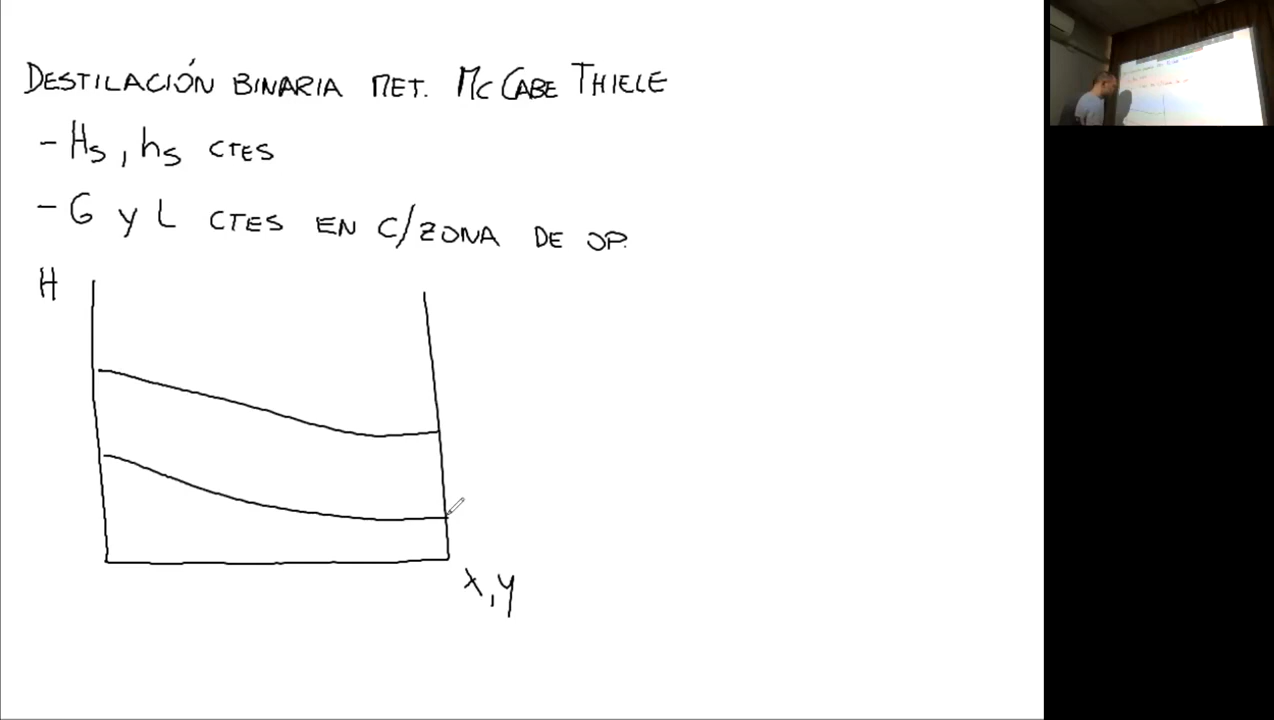 DESTILACIÓN BINARIA MET. McCABE THIELE
- Hs, hs CTES
- G y L CTES EN C/ZONA DE OP.
H
x, y